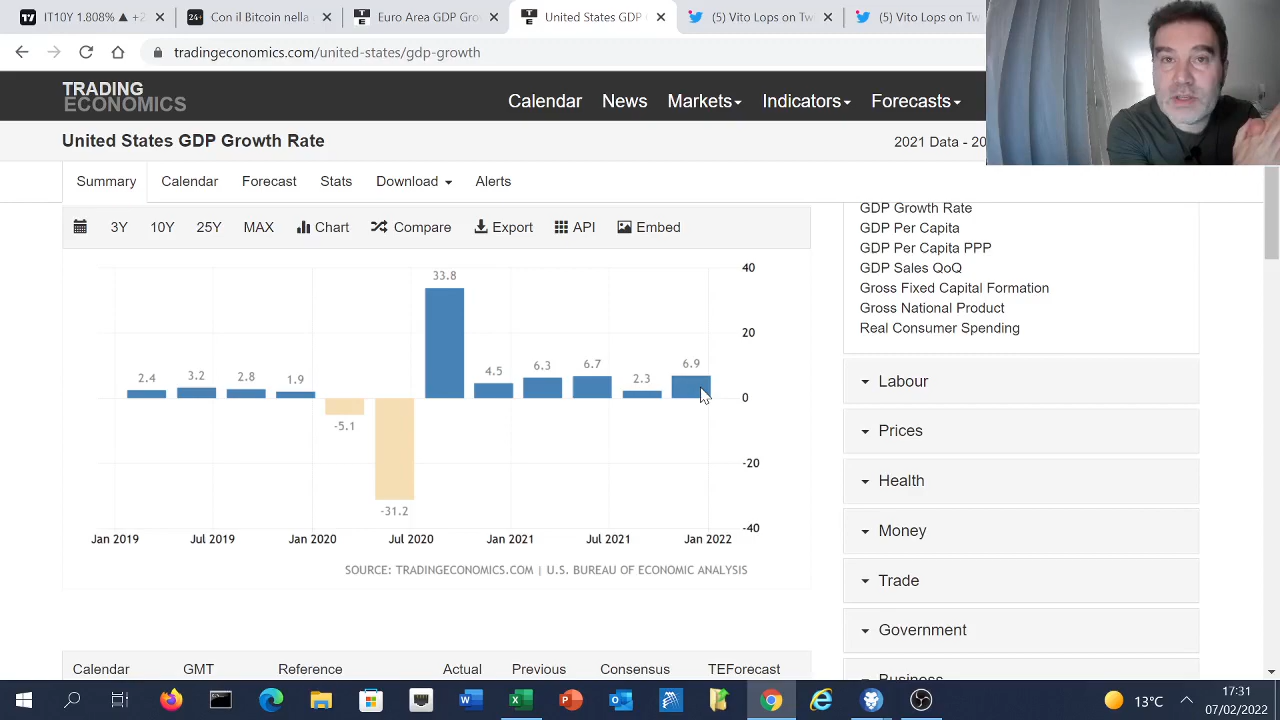 IT10Y 1.838% ▲ +2
Con il Bitcoin nella
Euro Area GDP Gro
United States GDP
(5) Vito Lops on Tw
(5) Vito Lops on Tw
tradingeconomics.com/united-states/gdp-growth
TRADING
ECONOMICS
Calendar News Markets Indicators Forecasts
United States GDP Growth Rate
2021 Data - 20
Summary Calendar Forecast Stats Download Alerts
3Y 10Y 25Y MAX Chart Compare Export API Embed
GDP Growth Rate
GDP Per Capita
GDP Per Capita PPP
GDP Sales QoQ
Gross Fixed Capital Formation
Gross National Product
Real Consumer Spending
Labour
Prices
Health
Money
Trade
Government
Business
40
20
0
-20
-40
2.4
3.2
2.8
1.9
-5.1
-31.2
33.8
4.5
6.3
6.7
2.3
6.9
Jan 2019 Jul 2019 Jan 2020 Jul 2020 Jan 2021 Jul 2021 Jan 2022
SOURCE: TRADINGECONOMICS.COM | U.S. BUREAU OF ECONOMIC ANALYSIS
Calendar GMT Reference Actual Previous Consensus TEForecast
13°C
17:31
07/02/2022